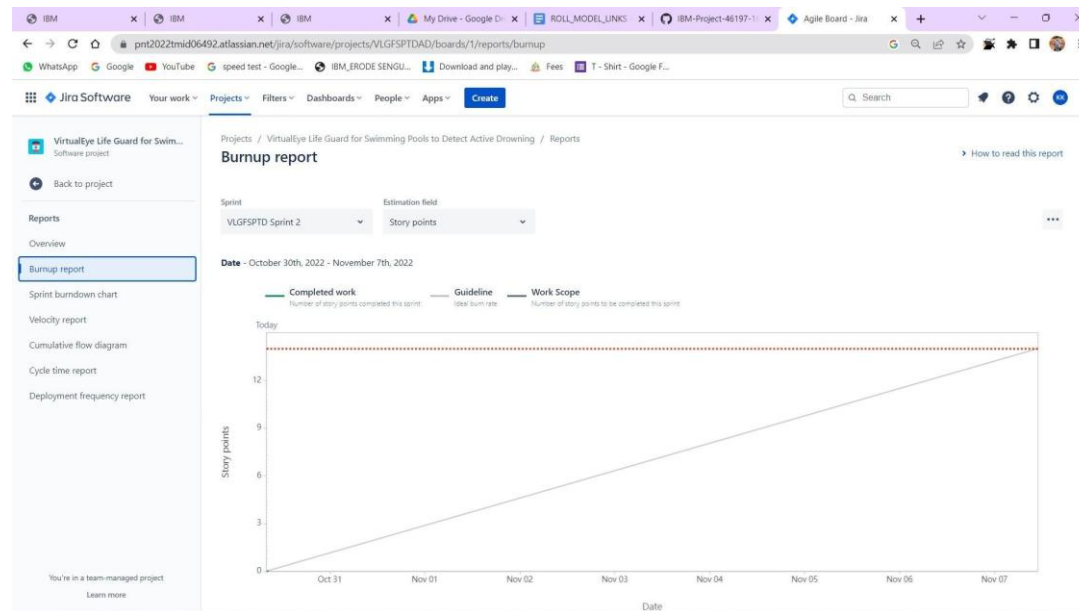 IBM
IBM
IBM
My Drive - Google Dr
ROLL_MODEL_LINKS
IBM-Project-46197-1
Agile Board - Jira
pnt2022tmid06492.atlassian.net/jira/software/projects/VLGFSPTDAD/boards/1/reports/burnup
WhatsApp Google YouTube speed test - Google... IBM_ERODE SENGU... Download and play... Fees T - Shirt - Google F...
Jira Software Your work Projects Filters Dashboards People Apps Create Search KK
VirtualEye Life Guard for Swim...
Software project
Back to project
Reports
Overview
Burnup report
Sprint burndown chart
Velocity report
Cumulative flow diagram
Cycle time report
Deployment frequency report
You're in a team-managed project
Learn more
Projects / VirtualEye Life Guard for Swimming Pools to Detect Active Drowning / Reports
Burnup report
How to read this report
Sprint Estimation field
VLGFSPTD Sprint 2 Story points
Date - October 30th, 2022 - November 7th, 2022
Completed work Guideline Work Scope
Number of story points completed this sprint Ideal burn rate Number of story points to be completed this sprint
Today
12
9
6
3
0
Story points
Oct 31 Nov 01 Nov 02 Nov 03 Nov 04 Nov 05 Nov 06 Nov 07
Date